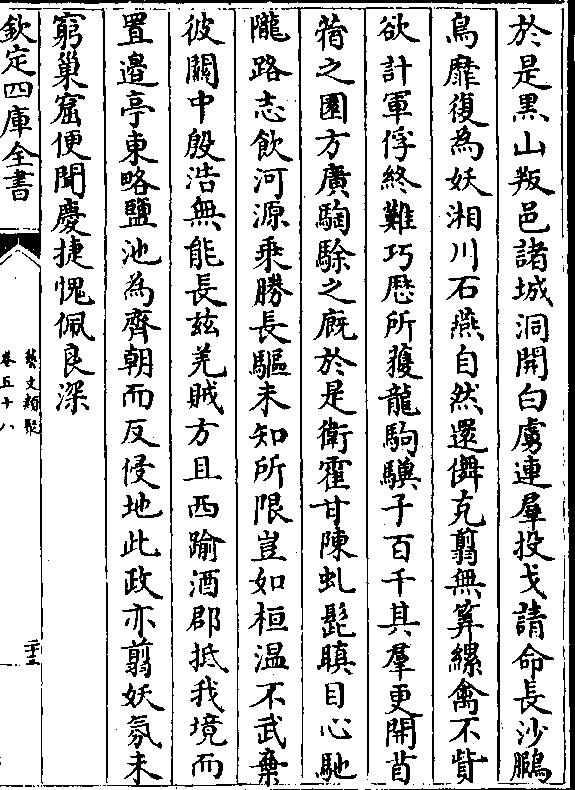 於是黑山叛邑諸城洞開白虜連羣投戈請命長沙鵩
鳥靡復為妖湘川石燕自然還儛克翦無筭縲禽不訾
欲計軍俘終難巧厯所獲龍駒驥子百千其羣更開苜
蓿之園方廣騊駼之廐於是衛霍甘陳虬髭瞋目心馳
隴路志飲河源乘勝長驅未知所限豈如桓温不武棄
彼關中殷浩無能長兹羌賊方且西踰酒郡抵我境而
置邊亭東略鹽池為齊朝而反侵地此政亦翦妖氛未
窮巢窟便聞慶捷愧佩良深
欽定四庫全書
藝文類聚
卷五十八
二十三